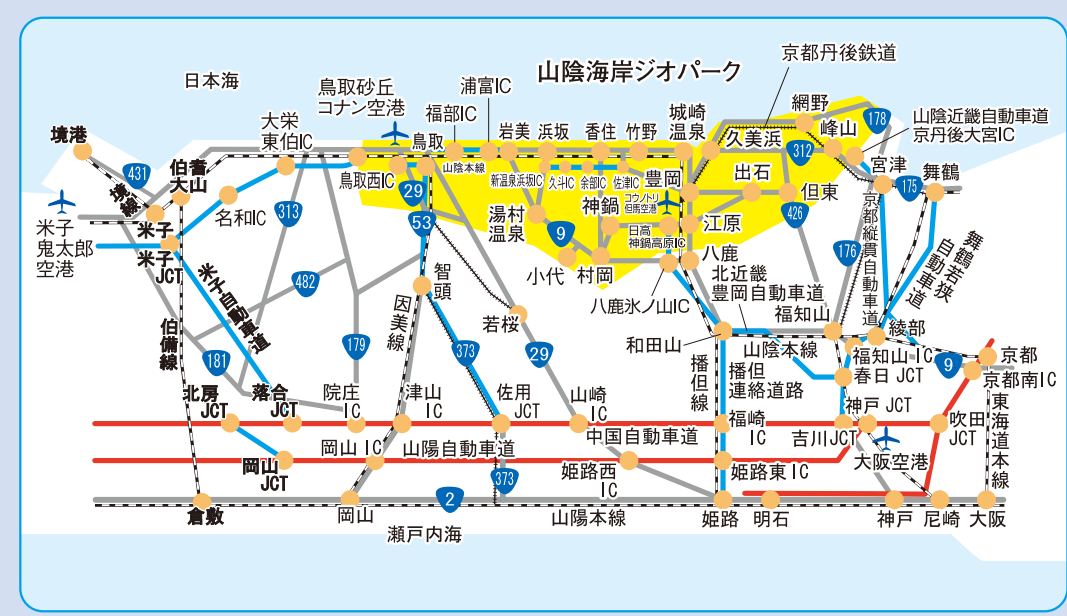 京都丹後鉄道
山陰海岸ジオパーク
日本海
鳥取砂丘
コナン空港
浦富IC
福部IC
岩美
浜坂
香住
竹野
城崎
温泉
網野
久美浜
峰山
178
山陰近畿自動車道
京丹後大宮IC
境港
431
大栄
東伯IC
鳥取
山陰本線
312
宮津
舞鶴
175
伯耆
大山
境線
鳥取西IC
29
新温泉浜坂IC
久斗IC
余部IC
佐津IC
豊岡
出石
但東
米子
鬼太郎
空港
米子
名和IC
313
53
湯村
温泉
9
神鍋
コウノトリ
但馬空港
日高
神鍋高原IC
江原
426
京都縦貫自動車道
176
米子
JCT
米子自動車道
482
智頭
小代
村岡
八鹿
八鹿氷ノ山IC
北近畿
豊岡自動車道
福知山
舞鶴若狭
自動車道
伯備線
因美線
若桜
和田山
山陰本線
綾部
181
179
373
29
播但線
播但
連絡道路
福知山IC
春日JCT
9
京都
京都南IC
北房
JCT
落合
JCT
院庄
IC
津山
IC
佐用
JCT
山崎
IC
中国自動車道
福崎
IC
神戸JCT
吉川JCT
吹田
JCT
東海道本線
岡山
JCT
岡山IC
山陽自動車道
373
姫路西
IC
姫路東IC
大阪空港
倉敷
岡山
2
瀬戸内海
山陽本線
姫路
明石
神戸
尼崎
大阪